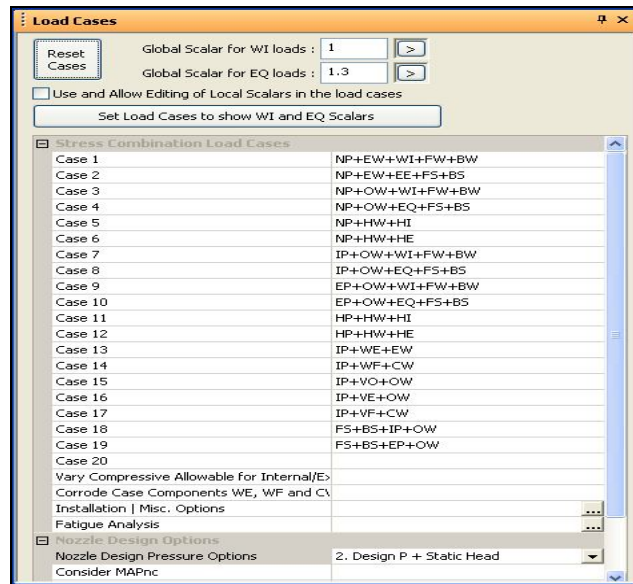 Load Cases
Reset Cases
Global Scalar for WI loads : 1 >
Global Scalar for EQ loads : 1.3 >
Use and Allow Editing of Local Scalars in the load cases
Set Load Cases to show WI and EQ Scalars
Stress Combination Load Cases
Case 1 NP+EW+WI+FW+BW
Case 2 NP+EW+EE+FS+BS
Case 3 NP+OW+WI+FW+BW
Case 4 NP+OW+EQ+FS+BS
Case 5 NP+HW+HI
Case 6 NP+HW+HE
Case 7 IP+OW+WI+FW+BW
Case 8 IP+OW+EQ+FS+BS
Case 9 EP+OW+WI+FW+BW
Case 10 EP+OW+EQ+FS+BS
Case 11 HP+HW+HI
Case 12 HP+HW+HE
Case 13 IP+WE+EW
Case 14 IP+WF+CW
Case 15 IP+VO+OW
Case 16 IP+VE+OW
Case 17 IP+VF+CW
Case 18 FS+BS+IP+OW
Case 19 FS+BS+EP+OW
Case 20
Vary Compressive Allowable for Internal/E
Corrode Case Components WE, WF and C
Installation | Misc. Options ...
Fatigue Analysis ...
Nozzle Design Options
Nozzle Design Pressure Options 2. Design P + Static Head
Consider MAPnc